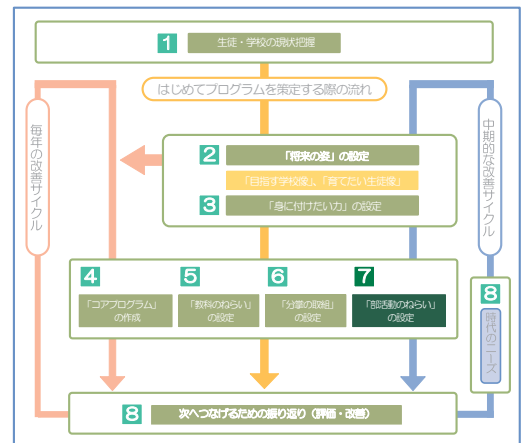 1 生徒・学校の現状把握
はじめてプログラムを策定する際の流れ
毎年の改善サイクル
中期的な改善サイクル
2 「将来の姿」の設定
「目指す学校像」、「育てたい生徒像」
3 「身に付けたい力」の設定
4
「コアプログラム」
の作成
5
「教科のねらい」
の設定
6
「分掌の取組」
の設定
7
「部活動のねらい」
の設定
8
時代のニーズ
8 次へつなげるための振り返り（評価・改善）